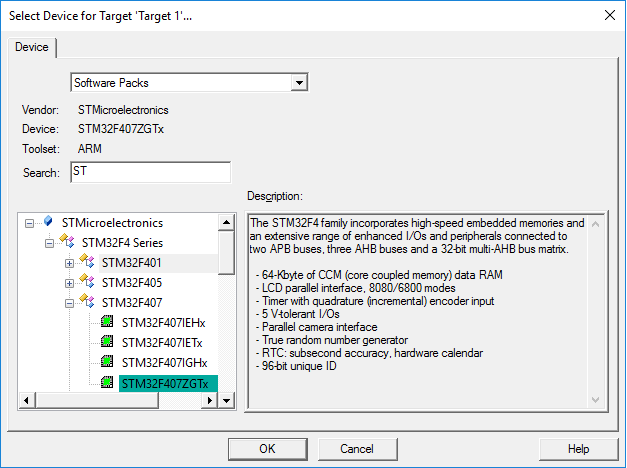 Select Device for Target 'Target 1'...
Device
Software Packs
Vendor: STMicroelectronics
Device: STM32F407ZGTx
Toolset: ARM
Search: ST
Description:
STMicroelectronics
STM32F4 Series
STM32F401
STM32F405
STM32F407
STM32F407IEHx
STM32F407IETx
STM32F407IGHx
STM32F407ZGTx
The STM32F4 family incorporates high-speed embedded memories and
an extensive range of enhanced I/Os and peripherals connected to
two APB buses, three AHB buses and a 32-bit multi-AHB bus matrix.
- 64-Kbyte of CCM (core coupled memory) data RAM
- LCD parallel interface, 8080/6800 modes
- Timer with quadrature (incremental) encoder input
- 5 V-tolerant I/Os
- Parallel camera interface
- True random number generator
- RTC: subsecond accuracy, hardware calendar
- 96-bit unique ID
OK
Cancel
Help